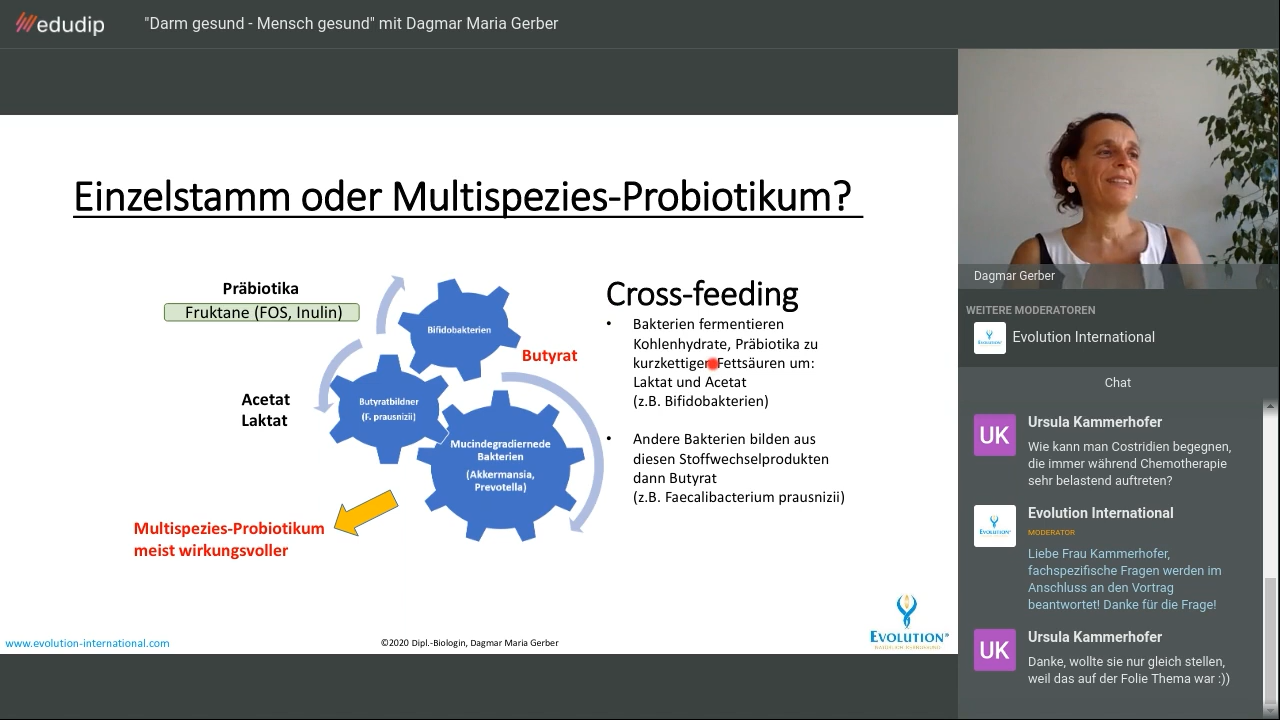 edudip
"Darm gesund - Mensch gesund" mit Dagmar Maria Gerber
Einzelstamm oder Multispezies-Probiotikum?
Präbiotika
Fruktane (FOS, Inulin)
Bifidobakterien
Butyrat
Butyratbildner
(F. prausnizii)
Acetat
Laktat
Mucindegradiernede
Bakterien
(Akkermansia,
Prevotella)
Multispezies-Probiotikum
meist wirkungsvoller
Cross-feeding
• Bakterien fermentieren
Kohlenhydrate, Präbiotika zu
kurzkettigen Fettsäuren um:
Laktat und Acetat
(z.B. Bifidobakterien)
• Andere Bakterien bilden aus
diesen Stoffwechselprodukten
dann Butyrat
(z.B. Faecalibacterium prausnizii)
www.evolution-international.com
©2020 Dipl.-Biologin, Dagmar Maria Gerber
EVOLUTION®
Dagmar Gerber
WEITERE MODERATOREN
EVOLUTION
Evolution International
Chat
UK
Ursula Kammerhofer
Wie kann man Costridien begegnen,
die immer während Chemotherapie
sehr belastend auftreten?
EVOLUTION
Evolution International
MODERATOR
Liebe Frau Kammerhofer,
fachspezifische Fragen werden im
Anschluss an den Vortrag
beantwortet! Danke für die Frage!
UK
Ursula Kammerhofer
Danke, wollte sie nur gleich stellen,
weil das auf der Folie Thema war :))